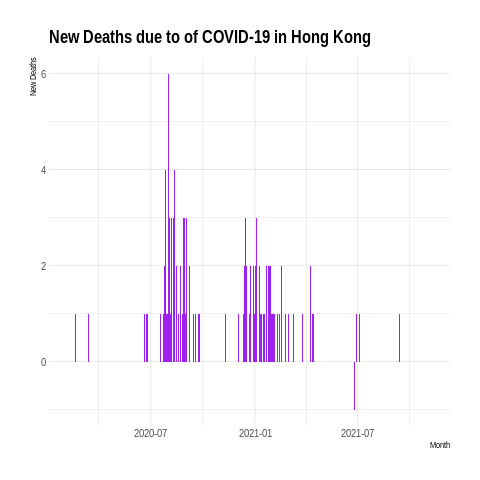 New Deaths due to of COVID-19 in Hong Kong
New Deaths
6
4
2
0
2020-07
2021-01
2021-07
Month